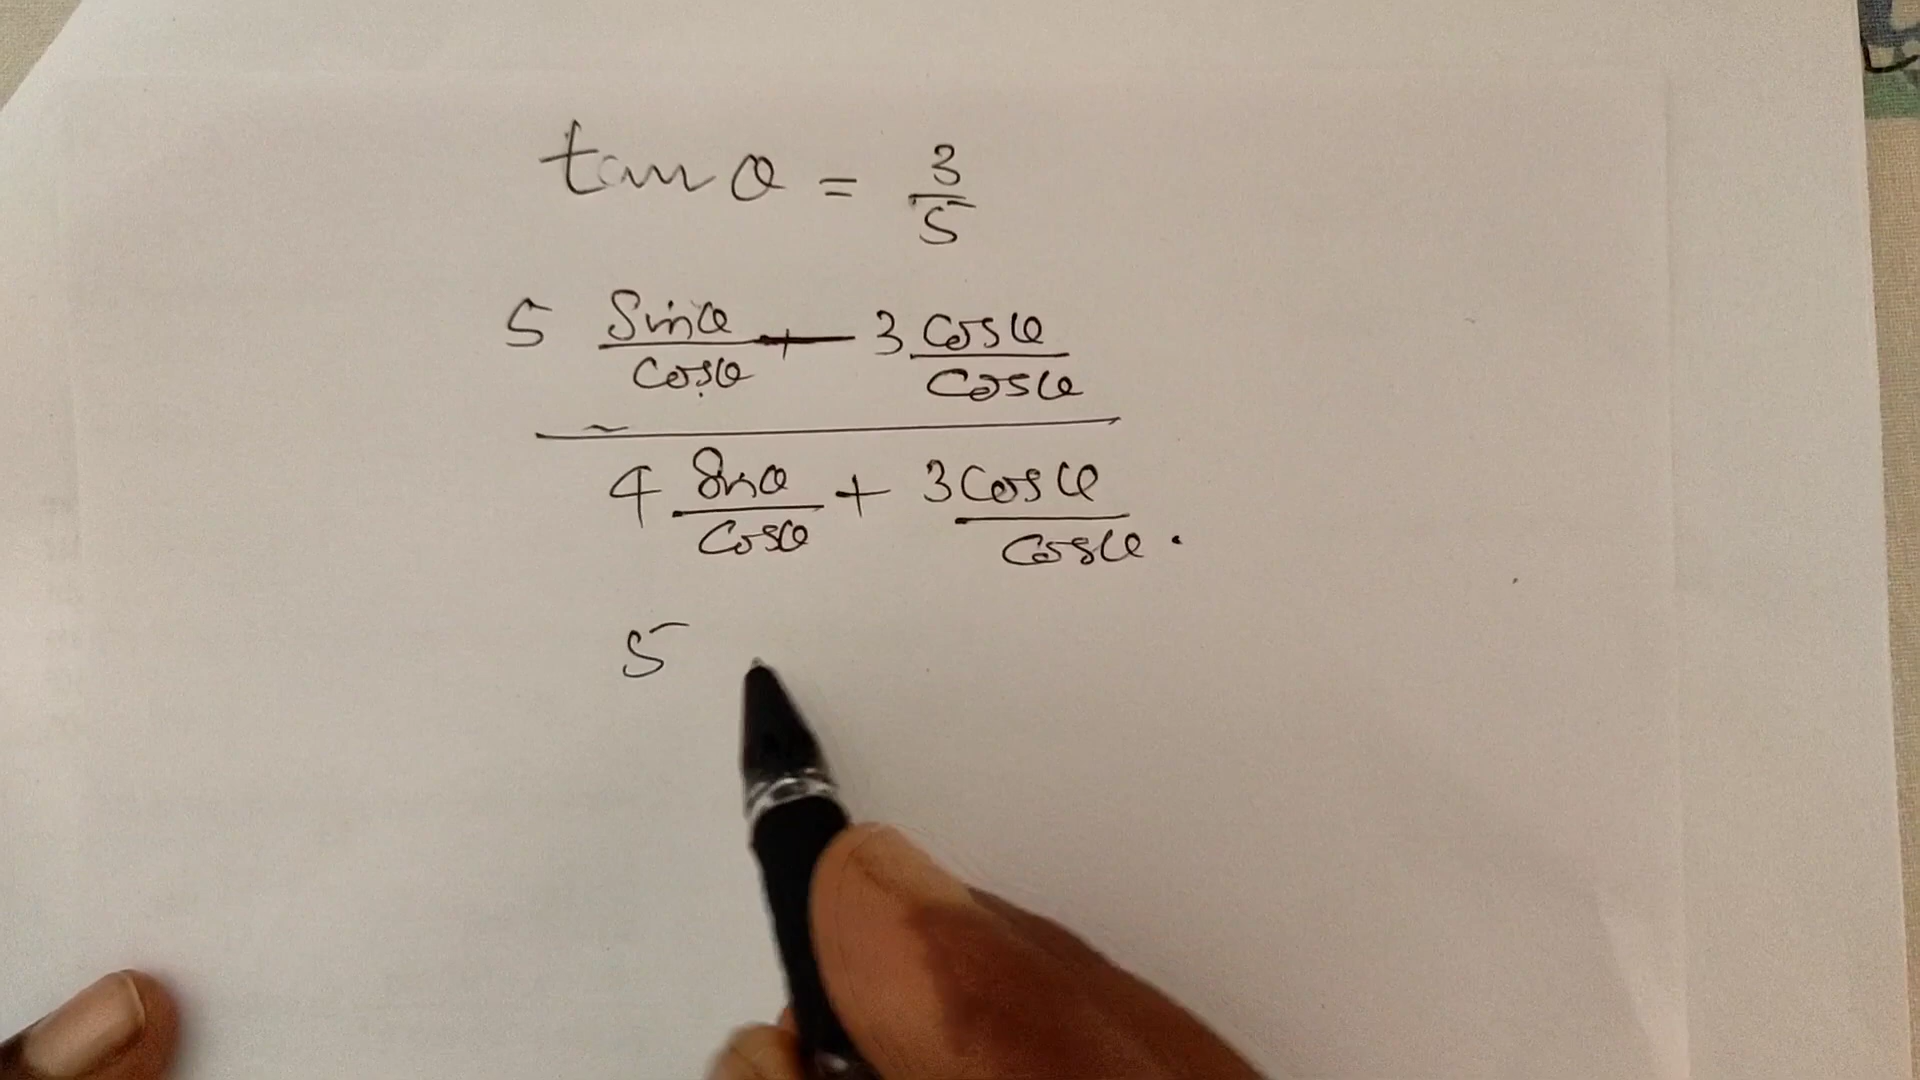 tan θ = 3/5
5 Sinθ/Cosθ - 3 Cosθ/Cosθ
4 Sinθ/Cosθ + 3 Cosθ/Cosθ .
5